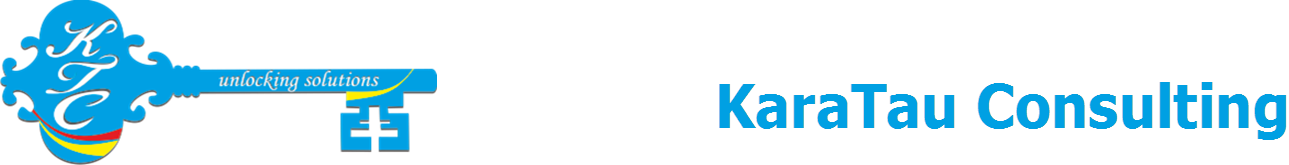 KTC
unlocking solutions
KaraTau Consulting